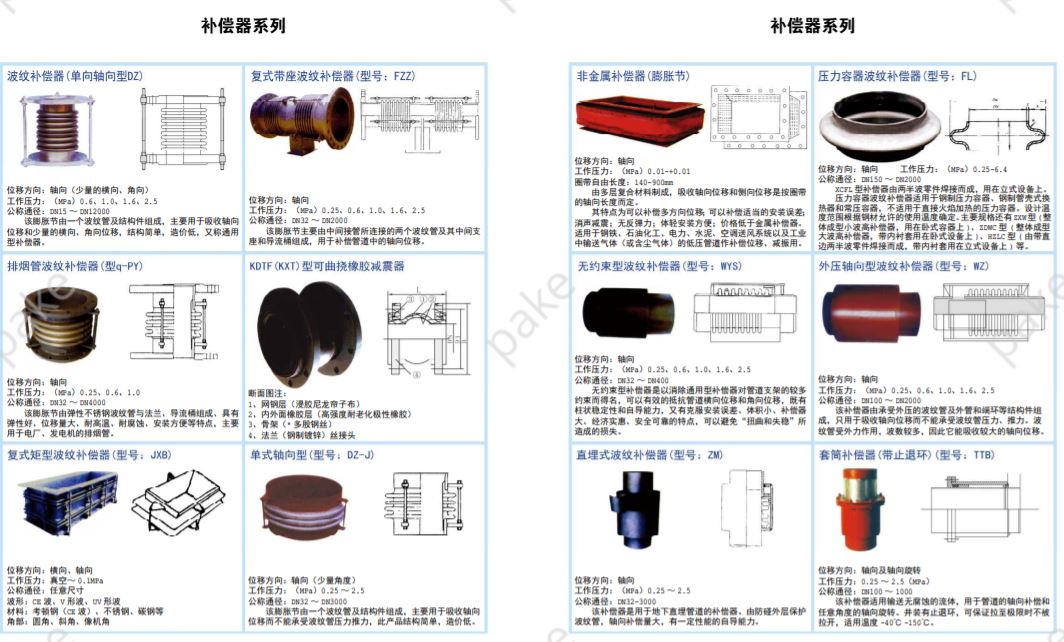 补偿器系列
波纹补偿器(单向轴向型DZ)
位移方向: 轴向 (少量的横向、角向)
工作压力: (MPa) 0.6、1.0、1.6、2.5
公称通径: DN15 ~ DN12000
该膨胀节由一个波纹管及结构件组成, 主要用于吸收轴向
位移和少量的横向、角向位移, 结构简单, 造价低, 又称通用
型补偿器。
复式带座波纹补偿器(型号: FZZ)
位移方向: 轴向
工作压力: (MPa) 0.25、0.6、1.0、1.6、2.5
公称通径: DN32 ~ DN2000
该膨胀节主要由中间接管所连接的两个波纹管及其中间支
座和导流桶组成, 用于补偿管道中的轴向位移。
排烟管波纹补偿器(型q-PY)
位移方向: 轴向
工作压力: (MPa) 0.25、0.6、1.0
公称通径: DN32 ~ DN4000
该膨胀节由弹性不锈钢波纹管与法兰、导流桶组成、具有
弹性好、位移量大、耐高温、耐腐蚀、安装方便等特点, 主要
用于电厂、发电机的排烟管。
KDTF(KXT)型可曲挠橡胶减震器
断面图注:
1、网钢层 (浸胶尼龙帘子布)
2、内外面橡胶层 (高强度耐老化极性橡胶)
3、骨架 (*多胶钢丝)
4、法兰 (钢制镀锌) 丝接头
复式矩型波纹补偿器(型号: JXB)
位移方向: 横向、轴向
工作压力: 真空~0.1MPa
公称通径: 任意尺寸
波形: CE波、V形波、UV形波
材料: 考顿钢 (CE波)、不锈钢、碳钢等
角部: 圆角、斜角、像机角
单式轴向型(型号: DZ-J)
位移方向: 轴向 (少量角度)
工作压力: (MPa) 0.25 ~ 2.5
公称通径: DN32 ~ DN3000
该膨胀节由一个波纹管及结构件组成, 主要用于吸收轴向
位移而不能承受波纹管压力推力, 此产品结构简单, 造价低。
补偿器系列
非金属补偿器(膨胀节)
位移方向: 轴向
工作压力: (MPa) 0.01-+0.01
圈带自由长度: 140-900mm
由多层复合材料制成, 吸收轴向位移和侧向位移是按圈带
的轴向长度而定。
其特点为可以补偿多方向位移; 可以补偿适当的安装误差;
消声减震; 无反弹力; 体轻安装方便; 价格低于金属补偿器。
适用于钢铁、石油化工、电力、水泥、空调送风系统以及工业
中输送气体 (或含尘气体) 的低压管道作补偿位移, 减振用。
压力容器波纹补偿器(型号: FL)
位移方向: 轴向 工作压力: (MPa) 0.25-6.4
公称通径: DN150 ~ DN2000
XCFL型补偿器由两半波零件焊接而成, 用在立式设备上。
压力容器波纹补偿器适用于钢制压力容器、钢制管壳式换
热器和常压容器, 不适用于直接火焰加热的压力容器。设计温
度范围根据钢材允许的使用温度确定。主要规格还有ZXW型 (整
体成型小波高补偿器, 用在卧式容器上)、ZDWC型 (整体成型
大波高补偿器, 带内衬套用在卧式设备上)、HZLC型 (由带直
边两半波零件焊接而成, 带内衬套用在立式设备上) 等。
无约束型波纹补偿器(型号: WYS)
位移方向: 轴向
工作压力: (MPa) 0.25、0.6、1.0、1.6、2.5
公称通径: DN32 ~ DN400
无约束型补偿器是以消除通用型补偿器对管道支架的较多
约束而得名, 可以有效的抵抗管道横向位移和角向位移, 既有
柱状稳定性和自导能力, 又有克服安装误差、体积小、补偿器
大、经济实惠、安全可靠的特点, 可以避免“扭曲和失稳”所
造成的损失。
外压轴向型波纹补偿器(型号: WZ)
位移方向: 轴向
工作压力: (MPa) 0.25、0.6、1.0、1.6、2.5
公称通径: DN100 ~ DN2000
该补偿器由承受外压的波纹管及外管和端环等结构件组
成, 只用于吸收轴向位移而不能承受波纹管压力、推力。波
纹管受外力作用, 波数较多, 因此它能吸收较大的轴向位移。
直埋式波纹补偿器(型号: ZM)
位移方向: 轴向
工作压力: (MPa) 0.25 ~ 2.5
公称通径: DN32-3000
该补偿器是用于地下直埋管道的补偿器。由防碰外层保护
波纹管, 轴向补偿量大, 有一定性能的自导能力。
套筒补偿器(带止退环)(型号: TTB)
位移方向: 轴向及轴向旋转
工作压力: 0.25 ~ 2.5 (MPa)
公称通径: DN100 ~ 1000
该补偿器适用输送无腐蚀的流体, 用于管道的轴向补偿和
任意角度的轴向旋转。并装有止退环, 可保证拉至极限时不被
拉开, 适用温度 -40℃ -150℃。
pake
pake
pake